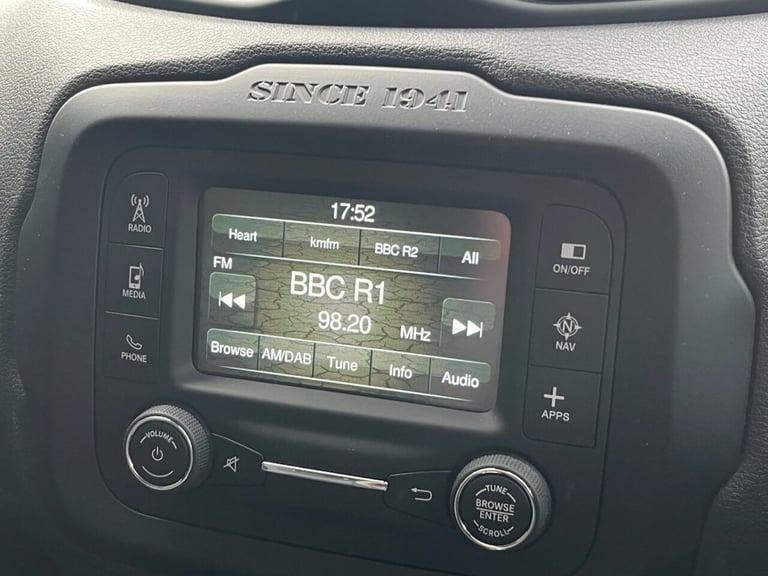 SINCE 1941
17:52
Heart kmfm BBC R2 All
FM
BBC R1
98.20 MHz
Browse AM/DAB Tune Info Audio
RADIO
MEDIA
PHONE
ON/OFF
N
NAV
APPS
VOLUME
TUNE
BROWSE
ENTER
SCROLL